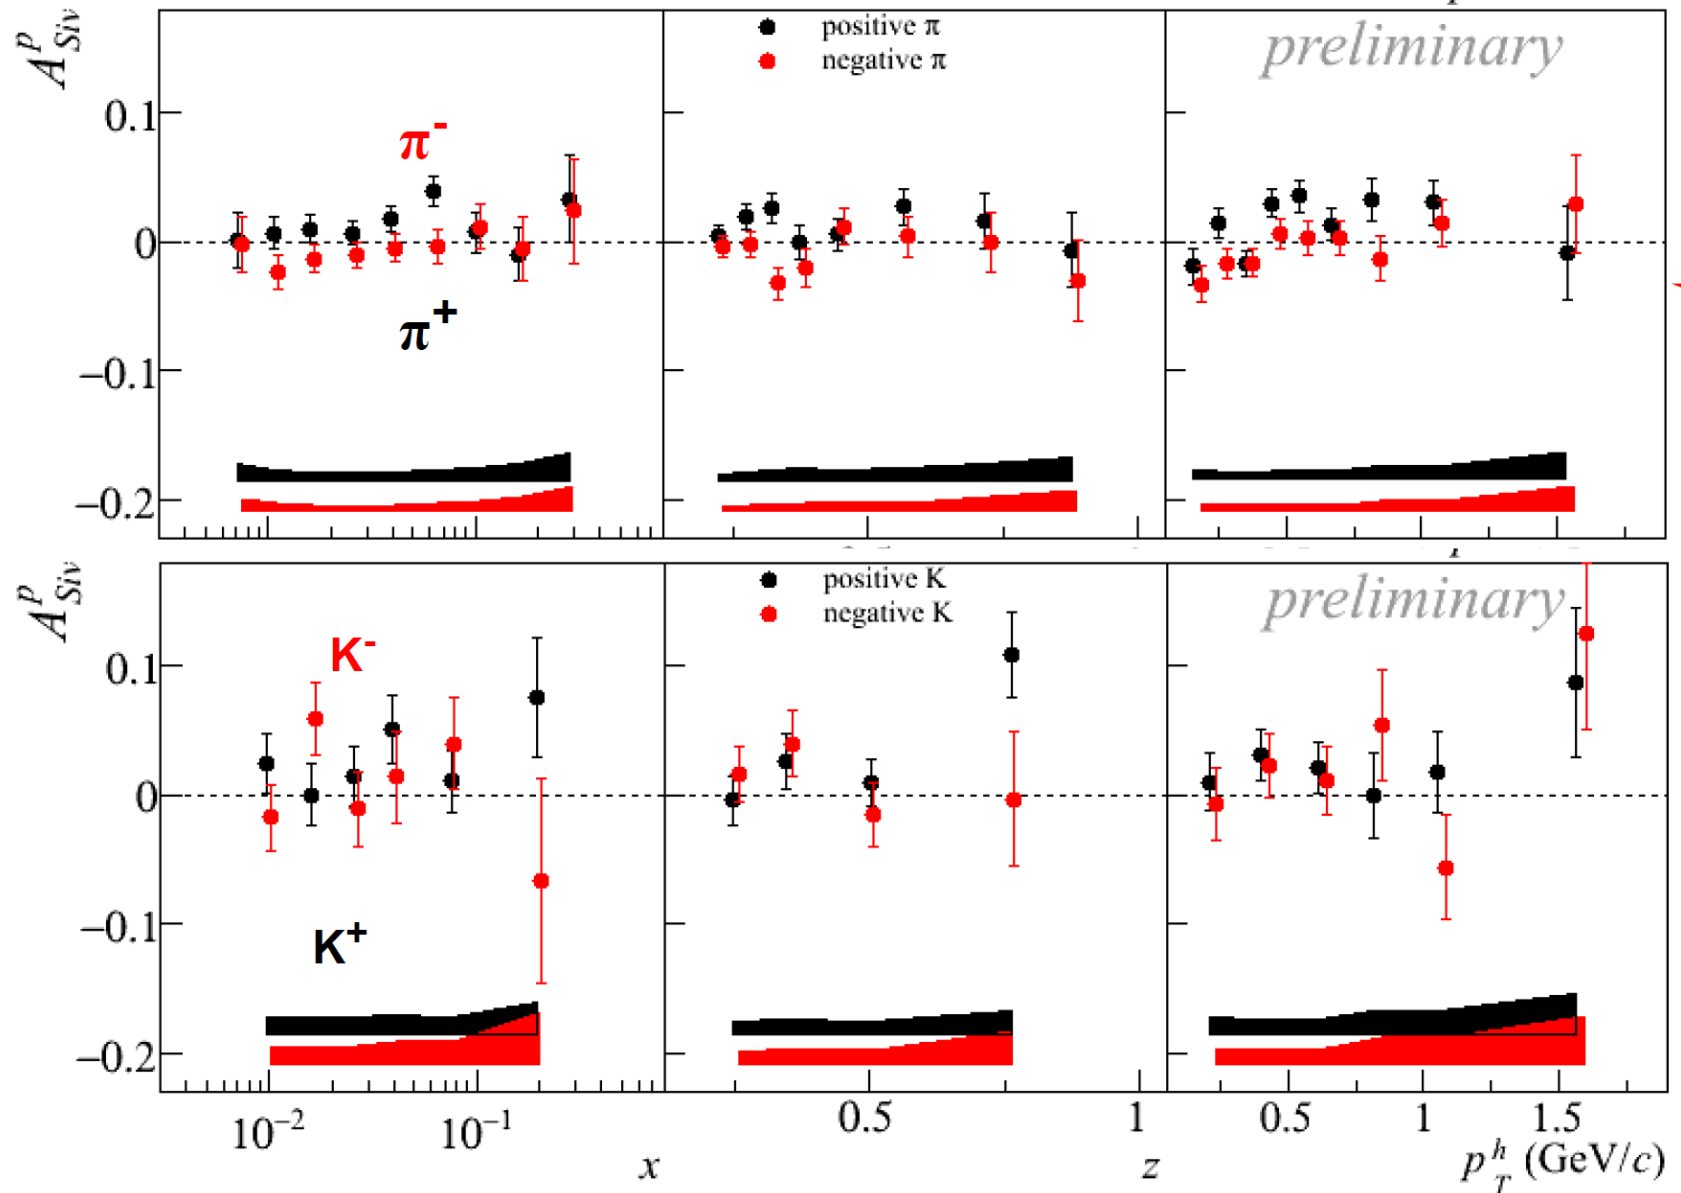 A^p_Siv
positive π
negative π
preliminary
0.1
π^-
0
π^+
−0.1
−0.2
A^p_Siv
positive K
negative K
preliminary
K^-
0.1
0
−0.1
K^+
−0.2
10^−2 10^−1 0.5 1 0.5 1 1.5
x z p_T^h (GeV/c)